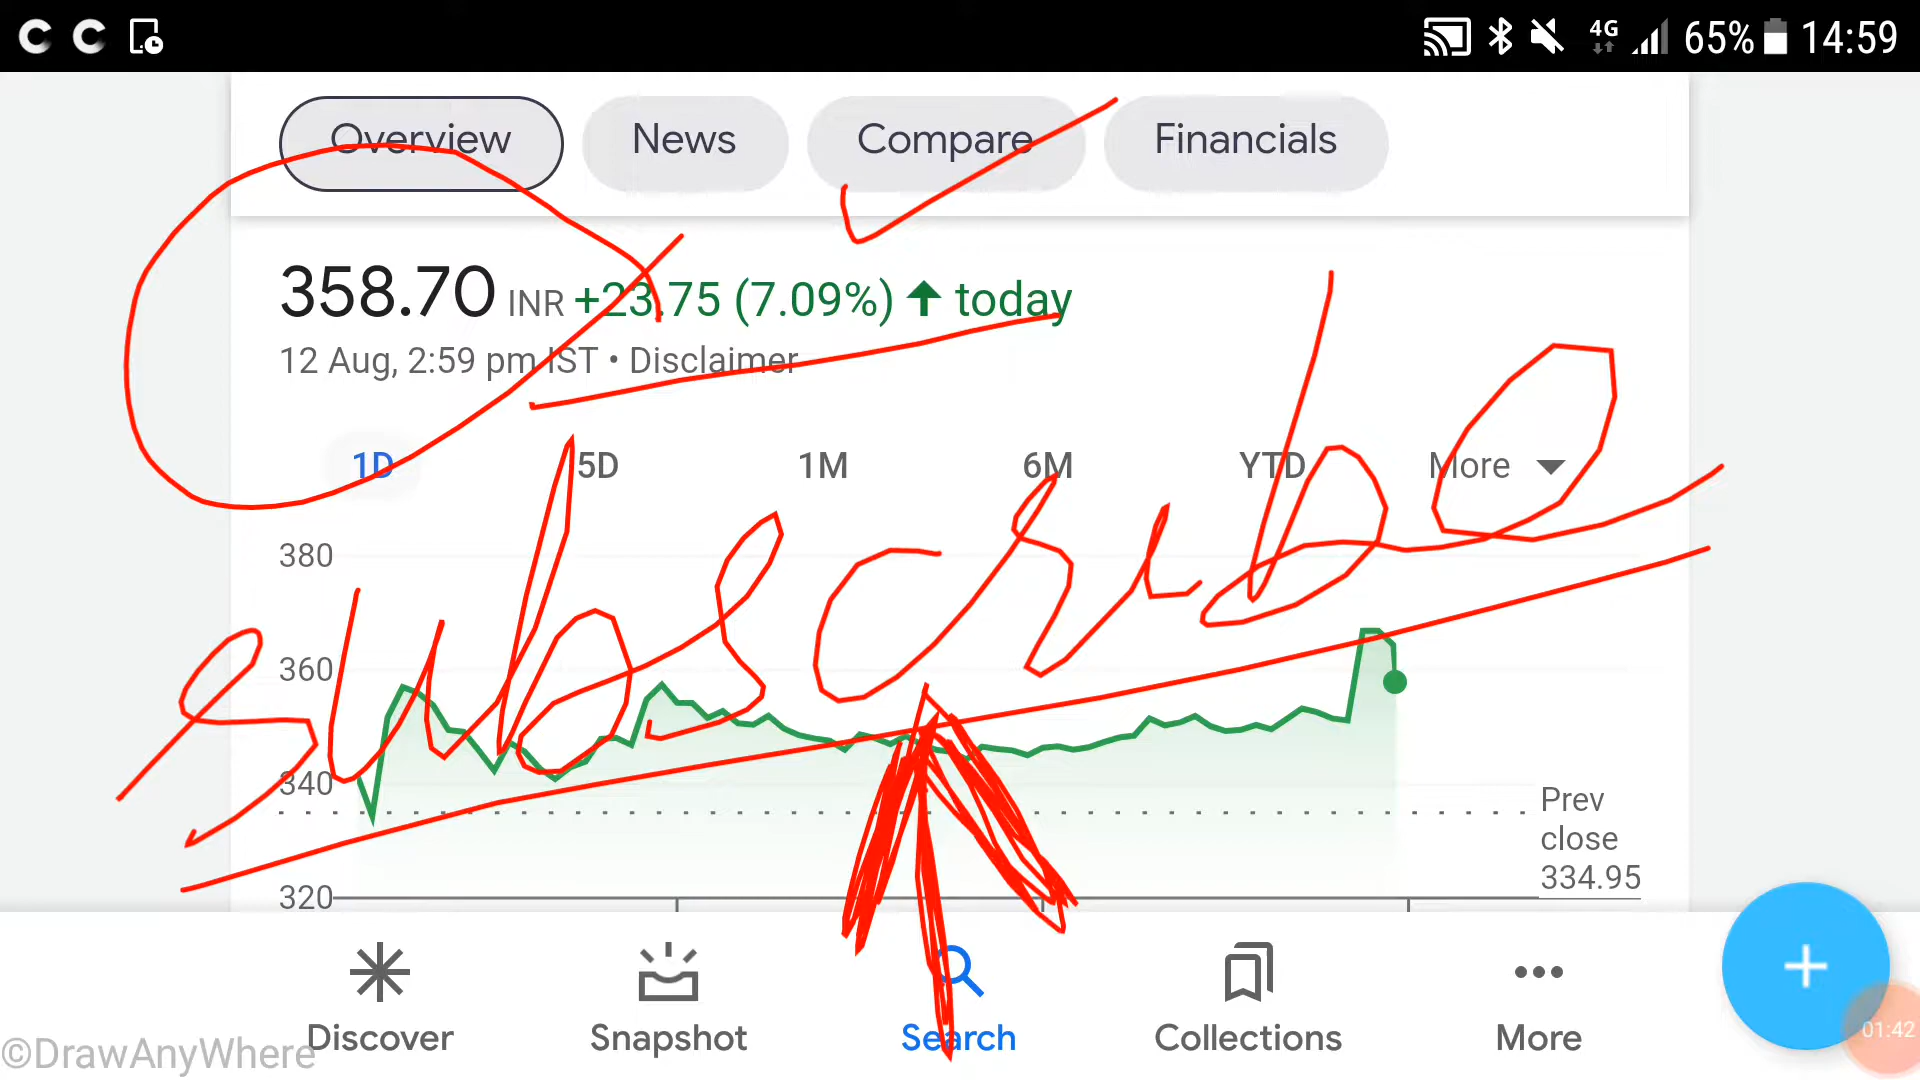 4G 65% 14:59
Overview News Compare Financials
358.70 INR +23.75 (7.09%) today
12 Aug, 2:59 pm IST • Disclaimer
1D 5D 1M 6M YTD More
subscribe
380
360
340
320
Prev
close
334.95
Discover Snapshot Search Collections More
01:42
©DrawAnyWhere